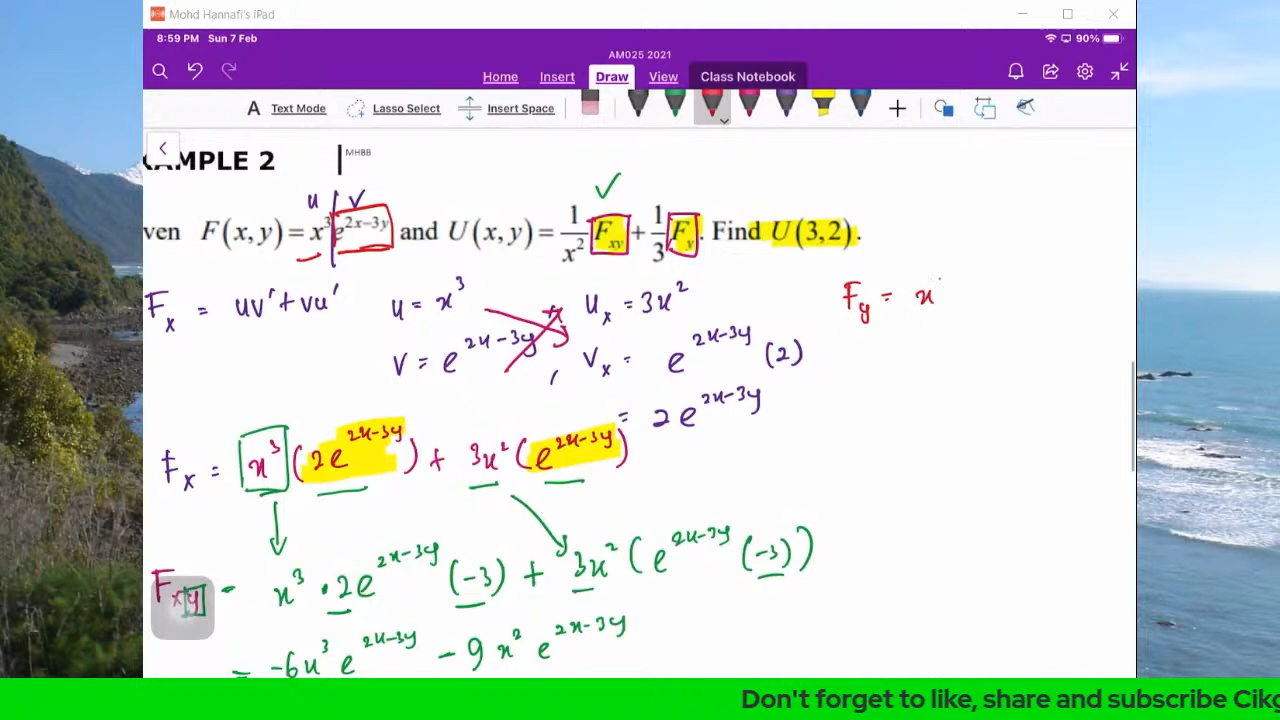 Mohd Hannafi's iPad
8:59 PM Sun 7 Feb
90%
AM025 2021
Home Insert Draw View Class Notebook
A Text Mode Lasso Select Insert Space
XAMPLE 2 MHBB
u | v ✓
ven F(x,y) = x³e^(2x−3y) and U(x,y) = 1/x² F_xy + 1/3 F_y. Find U(3,2).
F_x = uv' + vu' u = x³ u_x = 3x² F_y = x
v = e^(2x−3y) , v_x = e^(2x−3y) (2)
= 2e^(2x−3y)
F_x = x³ (2e^(2x−3y)) + 3x² (e^(2x−3y))
F_xy = x³ · 2e^(2x−3y) (−3) + 3x² (e^(2x−3y) (−3))
= −6x³ e^(2x−3y) − 9x² e^(2x−3y)
Don't forget to like, share and subscribe Cikg